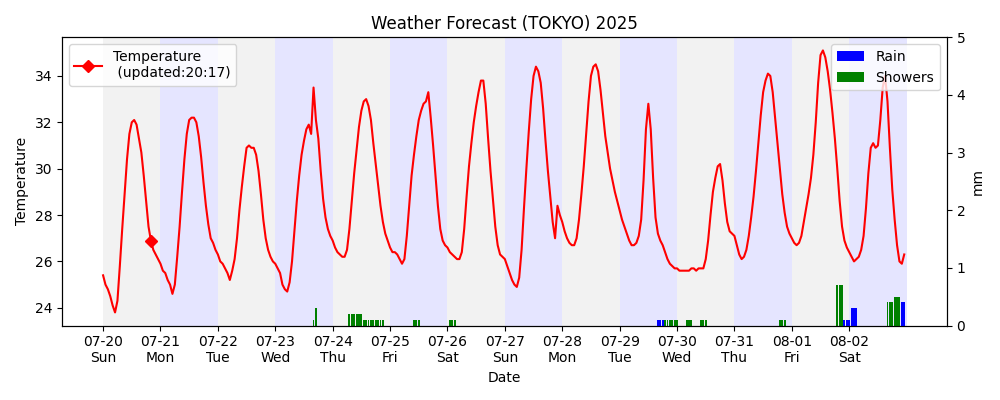 Weather Forecast (TOKYO) 2025
Temperature
(updated:20:17)
Rain
Showers
Temperature
34
32
30
28
26
24
5
4
3
2
1
0
mm
07-20 07-21 07-22 07-23 07-24 07-25 07-26 07-27 07-28 07-29 07-30 07-31 08-01 08-02
Sun Mon Tue Wed Thu Fri Sat Sun Mon Tue Wed Thu Fri Sat
Date